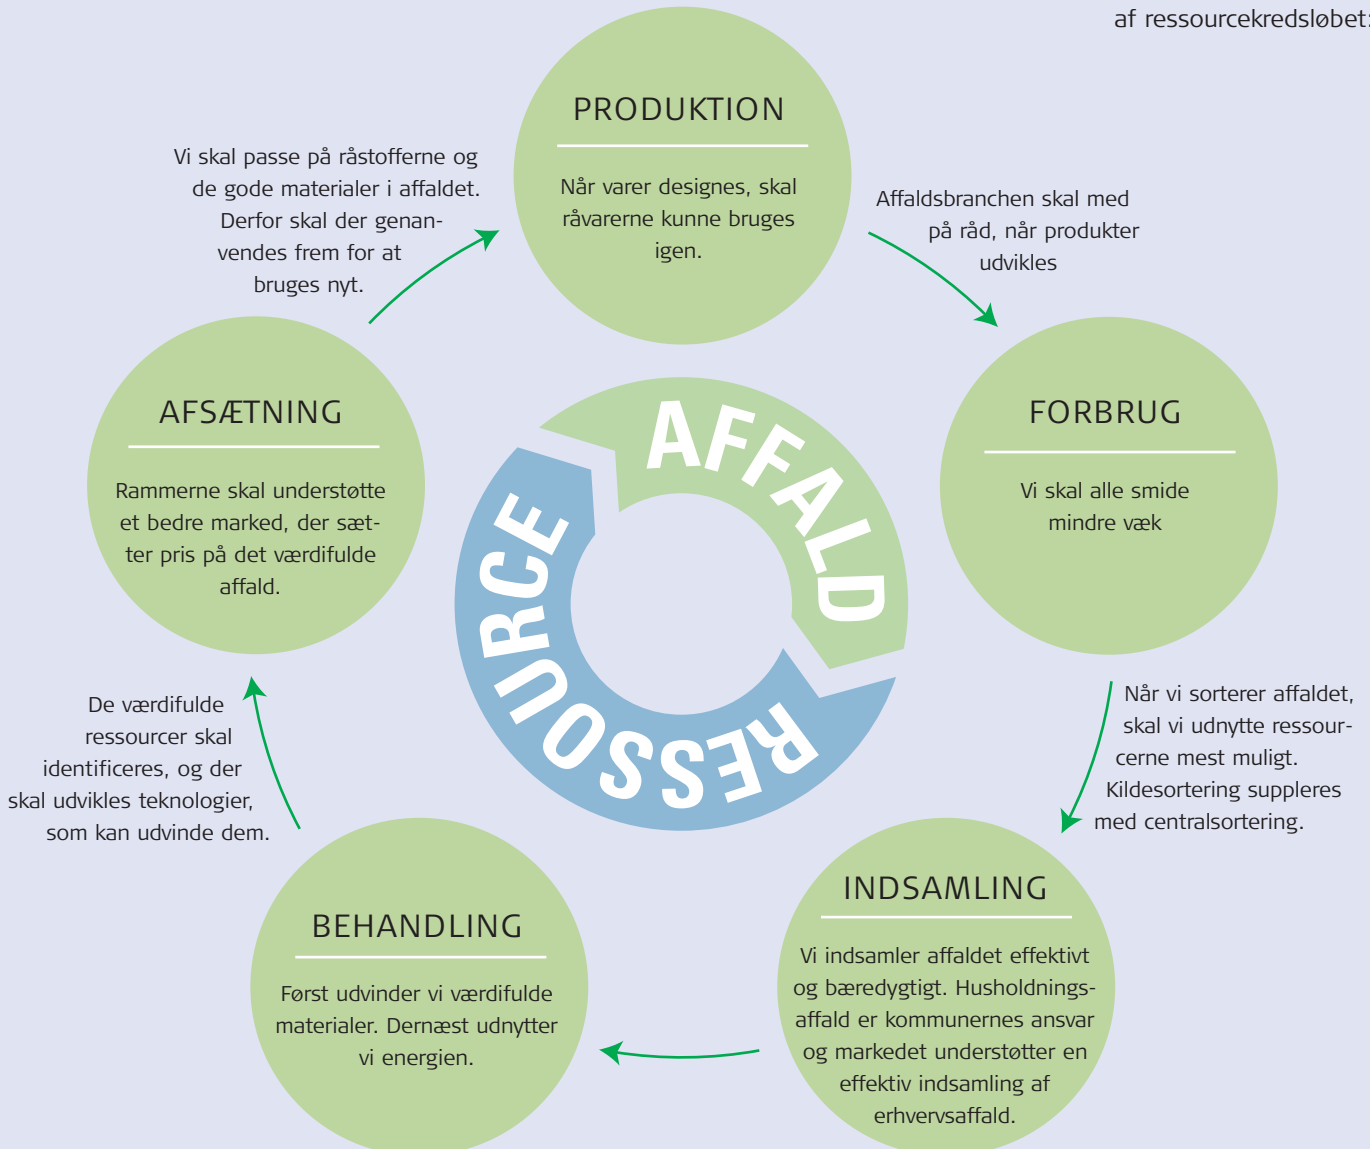 af ressourcekredsløbet:
PRODUKTION
Når varer designes, skal
råvarerne kunne bruges
igen.
Affaldsbranchen skal med
på råd, når produkter
udvikles
FORBRUG
Vi skal alle smide
mindre væk
Når vi sorterer affaldet,
skal vi udnytte ressour-
cerne mest muligt.
Kildesortering suppleres
med centralsortering.
INDSAMLING
Vi indsamler affaldet effektivt
og bæredygtigt. Husholdnings-
affald er kommunernes ansvar
og markedet understøtter en
effektiv indsamling af
erhvervsaffald.
BEHANDLING
Først udvinder vi værdifulde
materialer. Dernæst udnytter
vi energien.
De værdifulde
ressourcer skal
identificeres, og der
skal udvikles teknologier,
som kan udvinde dem.
AFSÆTNING
Rammerne skal understøtte
et bedre marked, der sæt-
ter pris på det værdifulde
affald.
Vi skal passe på råstofferne og
de gode materialer i affaldet.
Derfor skal der genan-
vendes frem for at
bruges nyt.
AFFALD
RESSOURCE